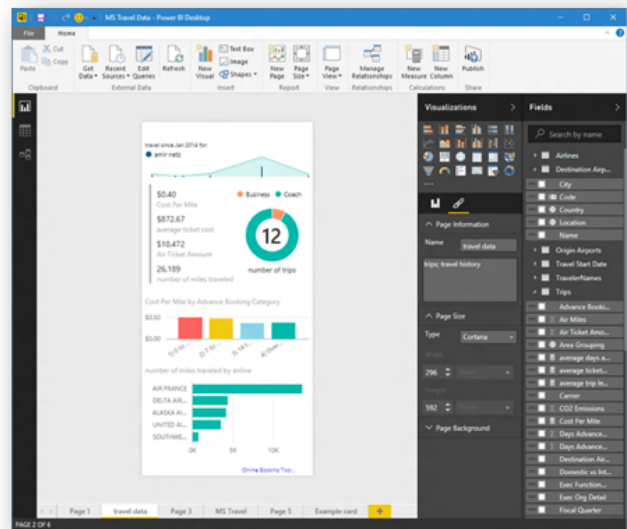 MS Travel Data - Power BI Desktop
File
Home
Cut
Copy
Paste
Clipboard
Get Data
Recent Sources
Edit Queries
External Data
Refresh
New Visual
Text Box
Image
Shapes
Insert
New Page
Page Size
Report
Page View
View
Manage Relationships
Relationships
New Measure
New Column
Calculations
Publish
Share
travel since Jan 2014 for:
amir netz
$0.40
Cost Per Mile
$872.67
average ticket cost
$10,472
Air Ticket Amount
26,189
number of miles traveled
Business
Coach
12
number of trips
Cost Per Mile by Advance Booking Category
$0.50
$0.00
number of miles traveled by airline
AIR FRANCE
DELTA AIR...
ALASKA AI...
UNITED AI...
SOUTHWE...
0K
5K
10K
Online Booking Tool...
Page 1
travel data
Page 3
MS Travel
Page 5
Example card
PAGE 2 OF 6
Visualizations
Page Information
Name
travel data
trips; travel history
Page Size
Type
Cortana
Width
296
Height
592
Page Background
Fields
Search by name
Airlines
Destination Airp...
City
Code
Country
Location
Name
Origin Airports
Travel Start Date
TravelerNames
Trips
Advance Booki...
Air Miles
Air Ticket Amo...
Area Grouping
average days a...
average ticket...
average trip le...
Carrier
CO2 Emissions
Cost Per Mile
Days Advance...
Days Advance...
Destination Air...
Domestic vs Int...
Exec Function...
Exec Org Detail
Fiscal Quarter